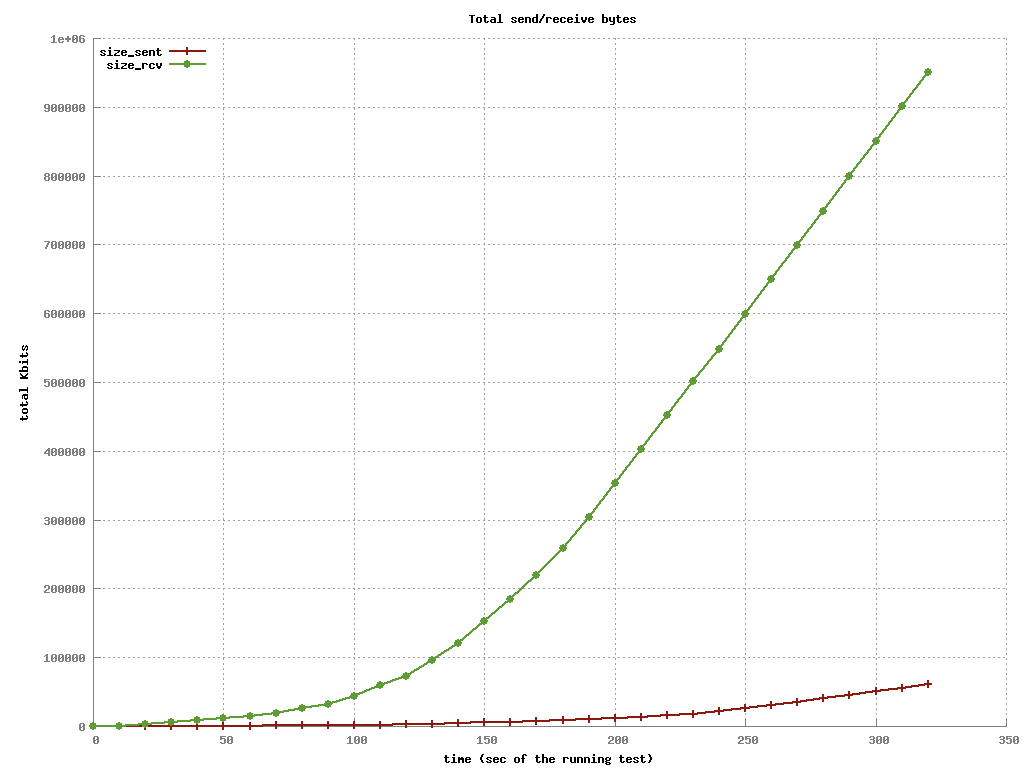 Total send/receive bytes
1e+06
size_sent
size_rcv
900000
800000
700000
600000
500000
400000
300000
200000
100000
0
total Kbits
0 50 100 150 200 250 300 350
time (sec of the running test)